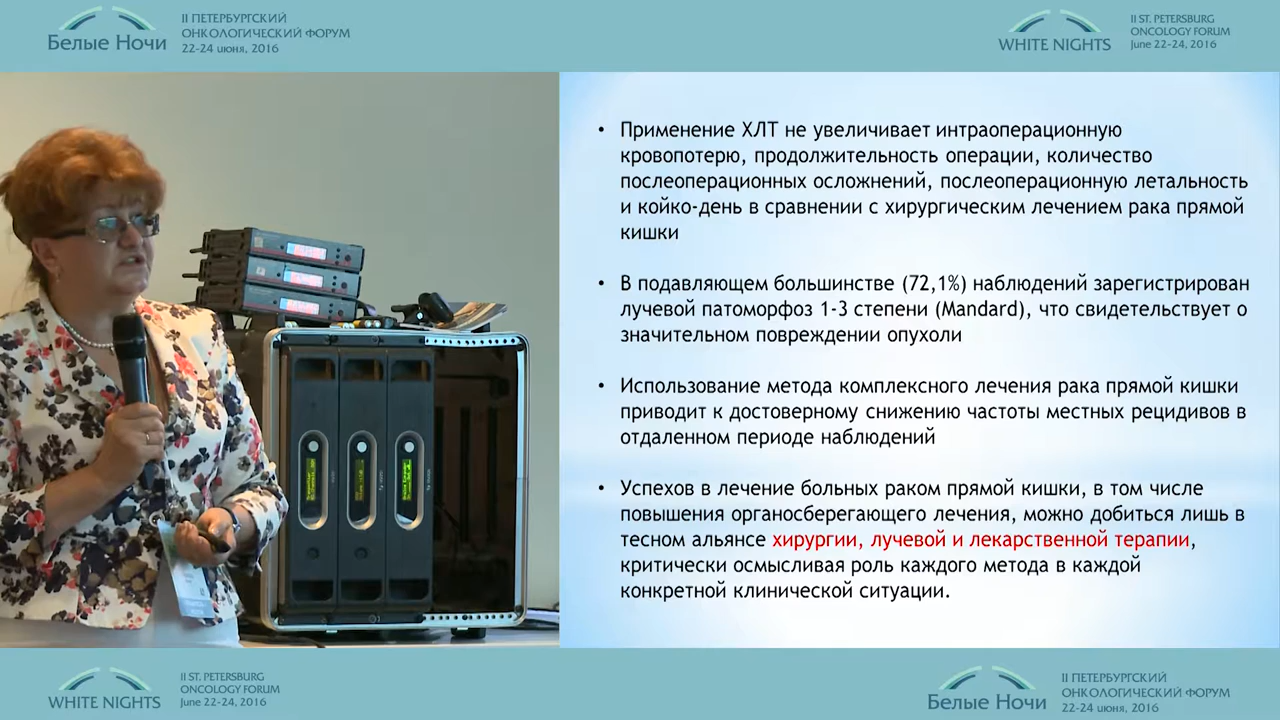 Белые Ночи
II ПЕТЕРБУРГСКИЙ
ОНКОЛОГИЧЕСКИЙ ФОРУМ
22-24 июня, 2016
WHITE NIGHTS
II ST. PETERSBURG
ONCOLOGY FORUM
June 22-24, 2016
• Применение ХЛТ не увеличивает интраоперационную
кровопотерю, продолжительность операции, количество
послеоперационных осложнений, послеоперационную летальность
и койко-день в сравнении с хирургическим лечением рака прямой
кишки
• В подавляющем большинстве (72,1%) наблюдений зарегистрирован
лучевой патоморфоз 1-3 степени (Mandard), что свидетельствует о
значительном повреждении опухоли
• Использование метода комплексного лечения рака прямой кишки
приводит к достоверному снижению частоты местных рецидивов в
отдаленном периоде наблюдений
• Успехов в лечение больных раком прямой кишки, в том числе
повышения органосберегающего лечения, можно добиться лишь в
тесном альянсе хирургии, лучевой и лекарственной терапии,
критически осмысливая роль каждого метода в каждой
конкретной клинической ситуации.
WHITE NIGHTS
II ST. PETERSBURG
ONCOLOGY FORUM
June 22-24, 2016
Белые Ночи
II ПЕТЕРБУРГСКИЙ
ОНКОЛОГИЧЕСКИЙ ФОРУМ
22-24 июня, 2016